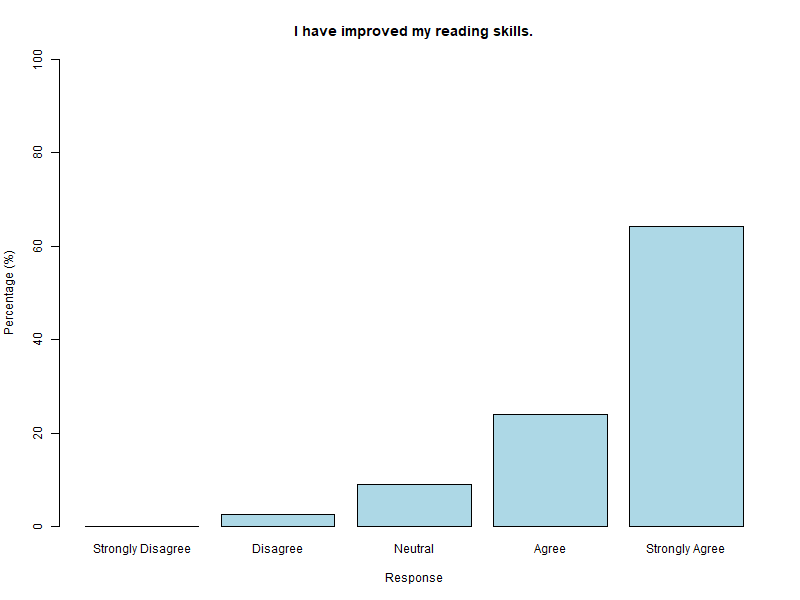 I have improved my reading skills.
Percentage (%)
100
80
60
40
20
0
Strongly Disagree Disagree Neutral Agree Strongly Agree
Response